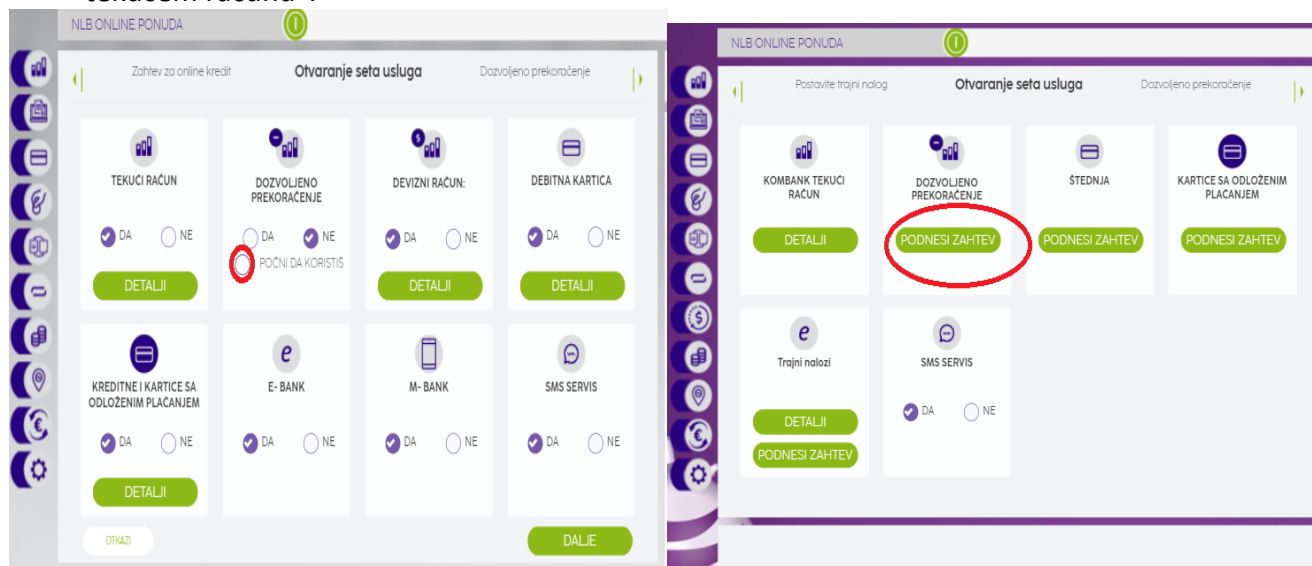 tekućem računu".
NLB ONLINE PONUDA
Zahtev za online kredit
Otvaranje seta usluga
Dozvoljeno prekoračenje
TEKUĆI RAČUN
DA
NE
DETALJI
DOZVOLJENO
PREKORAČENJE
DA
NE
POČNI DA KORISTIŠ
DEVIZNI RAČUN:
DA
NE
DETALJI
DEBITNA KARTICA
DA
NE
DETALJI
KREDITNE I KARTICE SA
ODLOŽENIM PLAĆANJEM
DA
NE
DETALJI
E- BANK
DA
NE
M- BANK
DA
NE
SMS SERVIS
DA
NE
OTKAŽI
DALJE
NLB ONLINE PONUDA
Postavite trajni nalog
Otvaranje seta usluga
Dozvoljeno prekoračenje
KOMBANK TEKUĆI
RAČUN
DETALJI
DOZVOLJENO
PREKORAČENJE
PODNESI ZAHTEV
ŠTEDNJA
PODNESI ZAHTEV
KARTICE SA ODLOŽENIM
PLAĆANJEM
PODNESI ZAHTEV
Trajni nalozi
DETALJI
PODNESI ZAHTEV
SMS SERVIS
DA
NE